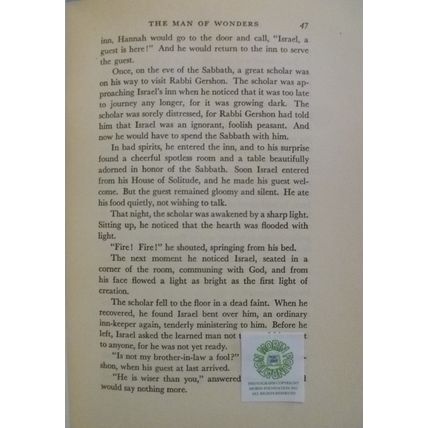 THE MAN OF WONDERS 47
inn, Hannah would go to the door and call, "Israel, a
guest is here!" And he would return to the inn to serve
the guest.
Once, on the eve of the Sabbath, a great scholar was
on his way to visit Rabbi Gershon. The scholar was ap-
proaching Israel's inn when he noticed that it was too late
to journey any longer, for it was growing dark. The
scholar was sorely distressed, for Rabbi Gershon had told
him that Israel was an ignorant, foolish peasant. And
now he would have to spend the Sabbath with him.
In bad spirits, he entered the inn, and to his surprise
found a cheerful spotless room and a table beautifully
adorned in honor of the Sabbath. Soon Israel entered
from his House of Solitude, and he made his guest wel-
come. But the guest remained gloomy and silent. He ate
his food quietly, not wishing to talk.
That night, the scholar was awakened by a sharp light.
Sitting up, he noticed that the hearth was flooded with
light.
"Fire! Fire!" he shouted, springing from his bed.
The next moment he noticed Israel, seated in a
corner of the room, communing with God, and from
his face flowed a light as bright as the first light of
creation.
The scholar fell to the floor in a dead faint. When he
recovered, he found Israel bent over him, an ordinary
inn-keeper again, tenderly ministering to him. Before he
left, Israel asked the learned man not
to anyone, for he was not yet ready.
"Is not my brother-in-law a fool?"
shon, when his guest at last arrived.
"He is wiser than you," answered
would say nothing more.
PHOTOGRAPH COPYRIGHT
ALL RIGHTS RESERVED